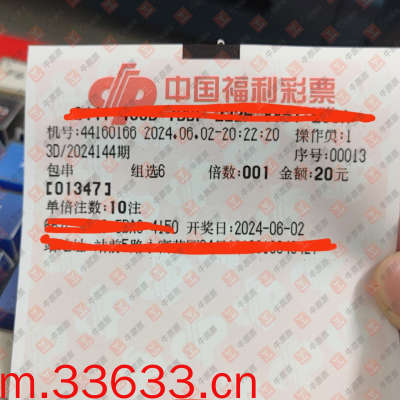 中国福利彩票
机号:44160166 2024.06.02-20:22:20 操作员:1
3D/2024144期 序号:00013
包串 组选6 倍数:001 金额:20元
[01347]
单倍注数:10注
4150 开奖日:2024-06-02
m.33633.cn